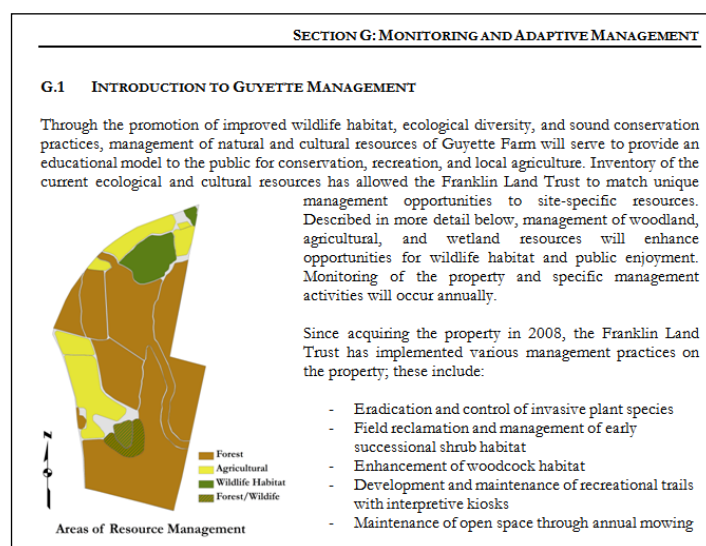 SECTION G: MONITORING AND ADAPTIVE MANAGEMENT
G.1 INTRODUCTION TO GUYETTE MANAGEMENT
Through the promotion of improved wildlife habitat, ecological diversity, and sound conservation
practices, management of natural and cultural resources of Guyette Farm will serve to provide an
educational model to the public for conservation, recreation, and local agriculture. Inventory of the
current ecological and cultural resources has allowed the Franklin Land Trust to match unique
management opportunities to site-specific resources.
Described in more detail below, management of woodland,
agricultural, and wetland resources will enhance
opportunities for wildlife habitat and public enjoyment.
Monitoring of the property and specific management
activities will occur annually.
Since acquiring the property in 2008, the Franklin Land
Trust has implemented various management practices on
the property; these include:
- Eradication and control of invasive plant species
- Field reclamation and management of early
successional shrub habitat
- Enhancement of woodcock habitat
- Development and maintenance of recreational trails
with interpretive kiosks
- Maintenance of open space through annual mowing
N
Forest
Agricultural
Wildlife Habitat
Forest/Wildife
Areas of Resource Management